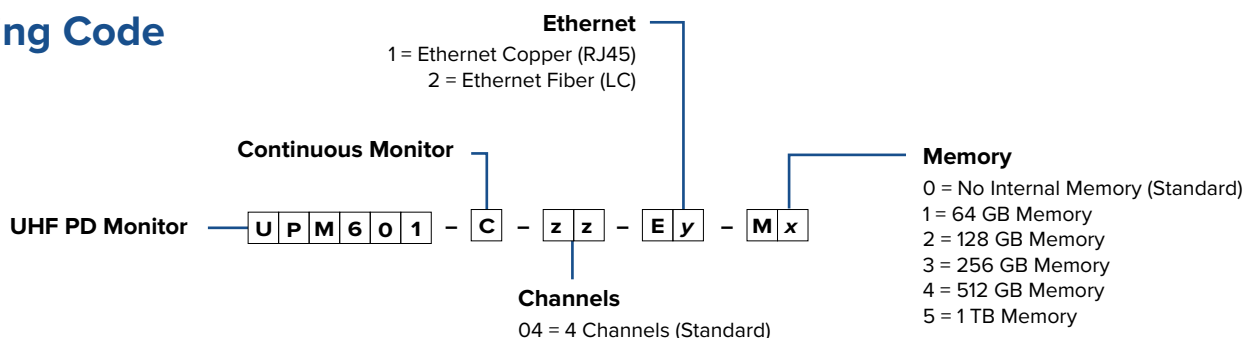 ng Code
Ethernet
1 = Ethernet Copper (RJ45)
2 = Ethernet Fiber (LC)
Continuous Monitor
Memory
0 = No Internal Memory (Standard)
1 = 64 GB Memory
2 = 128 GB Memory
3 = 256 GB Memory
4 = 512 GB Memory
5 = 1 TB Memory
UHF PD Monitor
U P M 6 0 1 – C – z z – E y – M x
Channels
04 = 4 Channels (Standard)